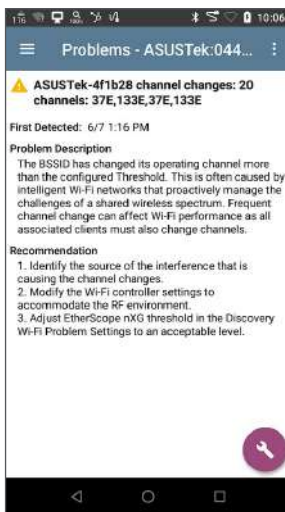 10:06
Problems - ASUSTek:044...
ASUSTek-4f1b28 channel changes: 20
channels: 37E,133E,37E,133E
First Detected: 6/7 1:16 PM
Problem Description
The BSSID has changed its operating channel more
than the configured Threshold. This is often caused by
intelligent Wi-Fi networks that proactively manage the
challenges of a shared wireless spectrum. Frequent
channel change can affect Wi-Fi performance as all
associated clients must also change channels.
Recommendation
1. Identify the source of the interference that is
causing the channel changes.
2. Modify the Wi-Fi controller settings to
accommodate the RF environment.
3. Adjust EtherScope nXG threshold in the Discovery
Wi-Fi Problem Settings to an acceptable level.